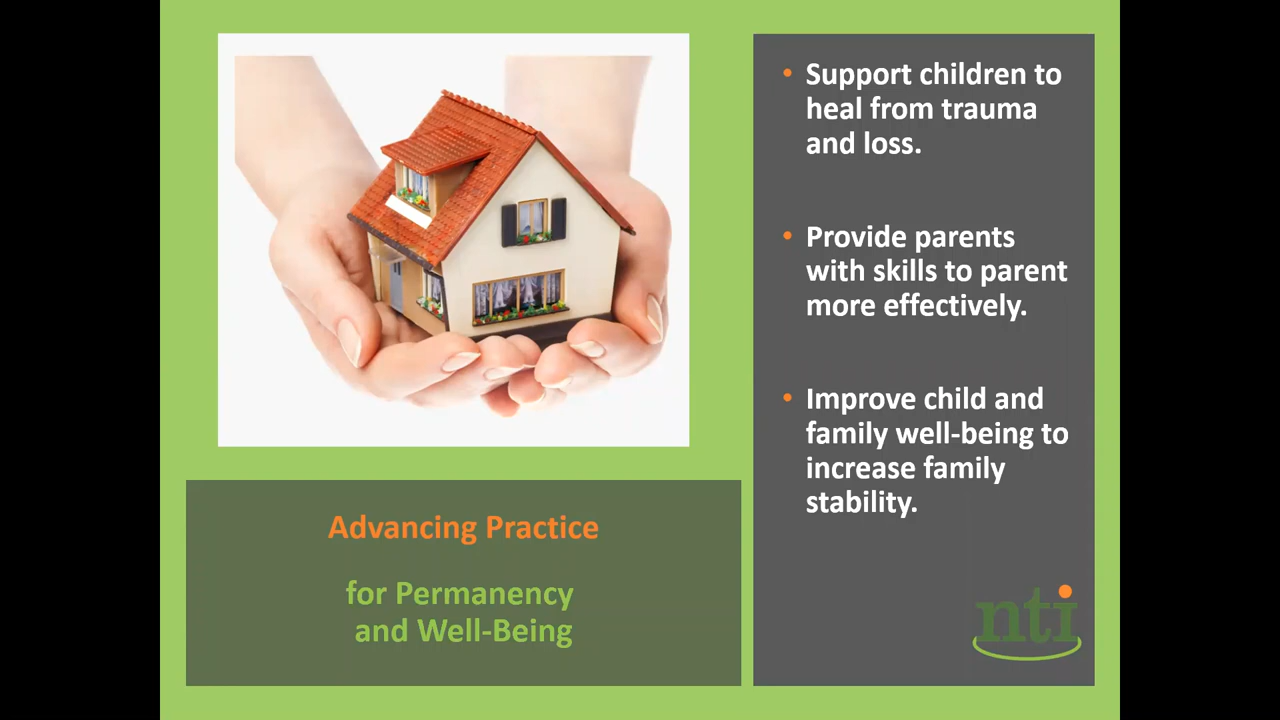 Support children to
heal from trauma
and loss.
Provide parents
with skills to parent
more effectively.
Improve child and
family well-being to
increase family
stability.
Advancing Practice
for Permanency
and Well-Being
nti